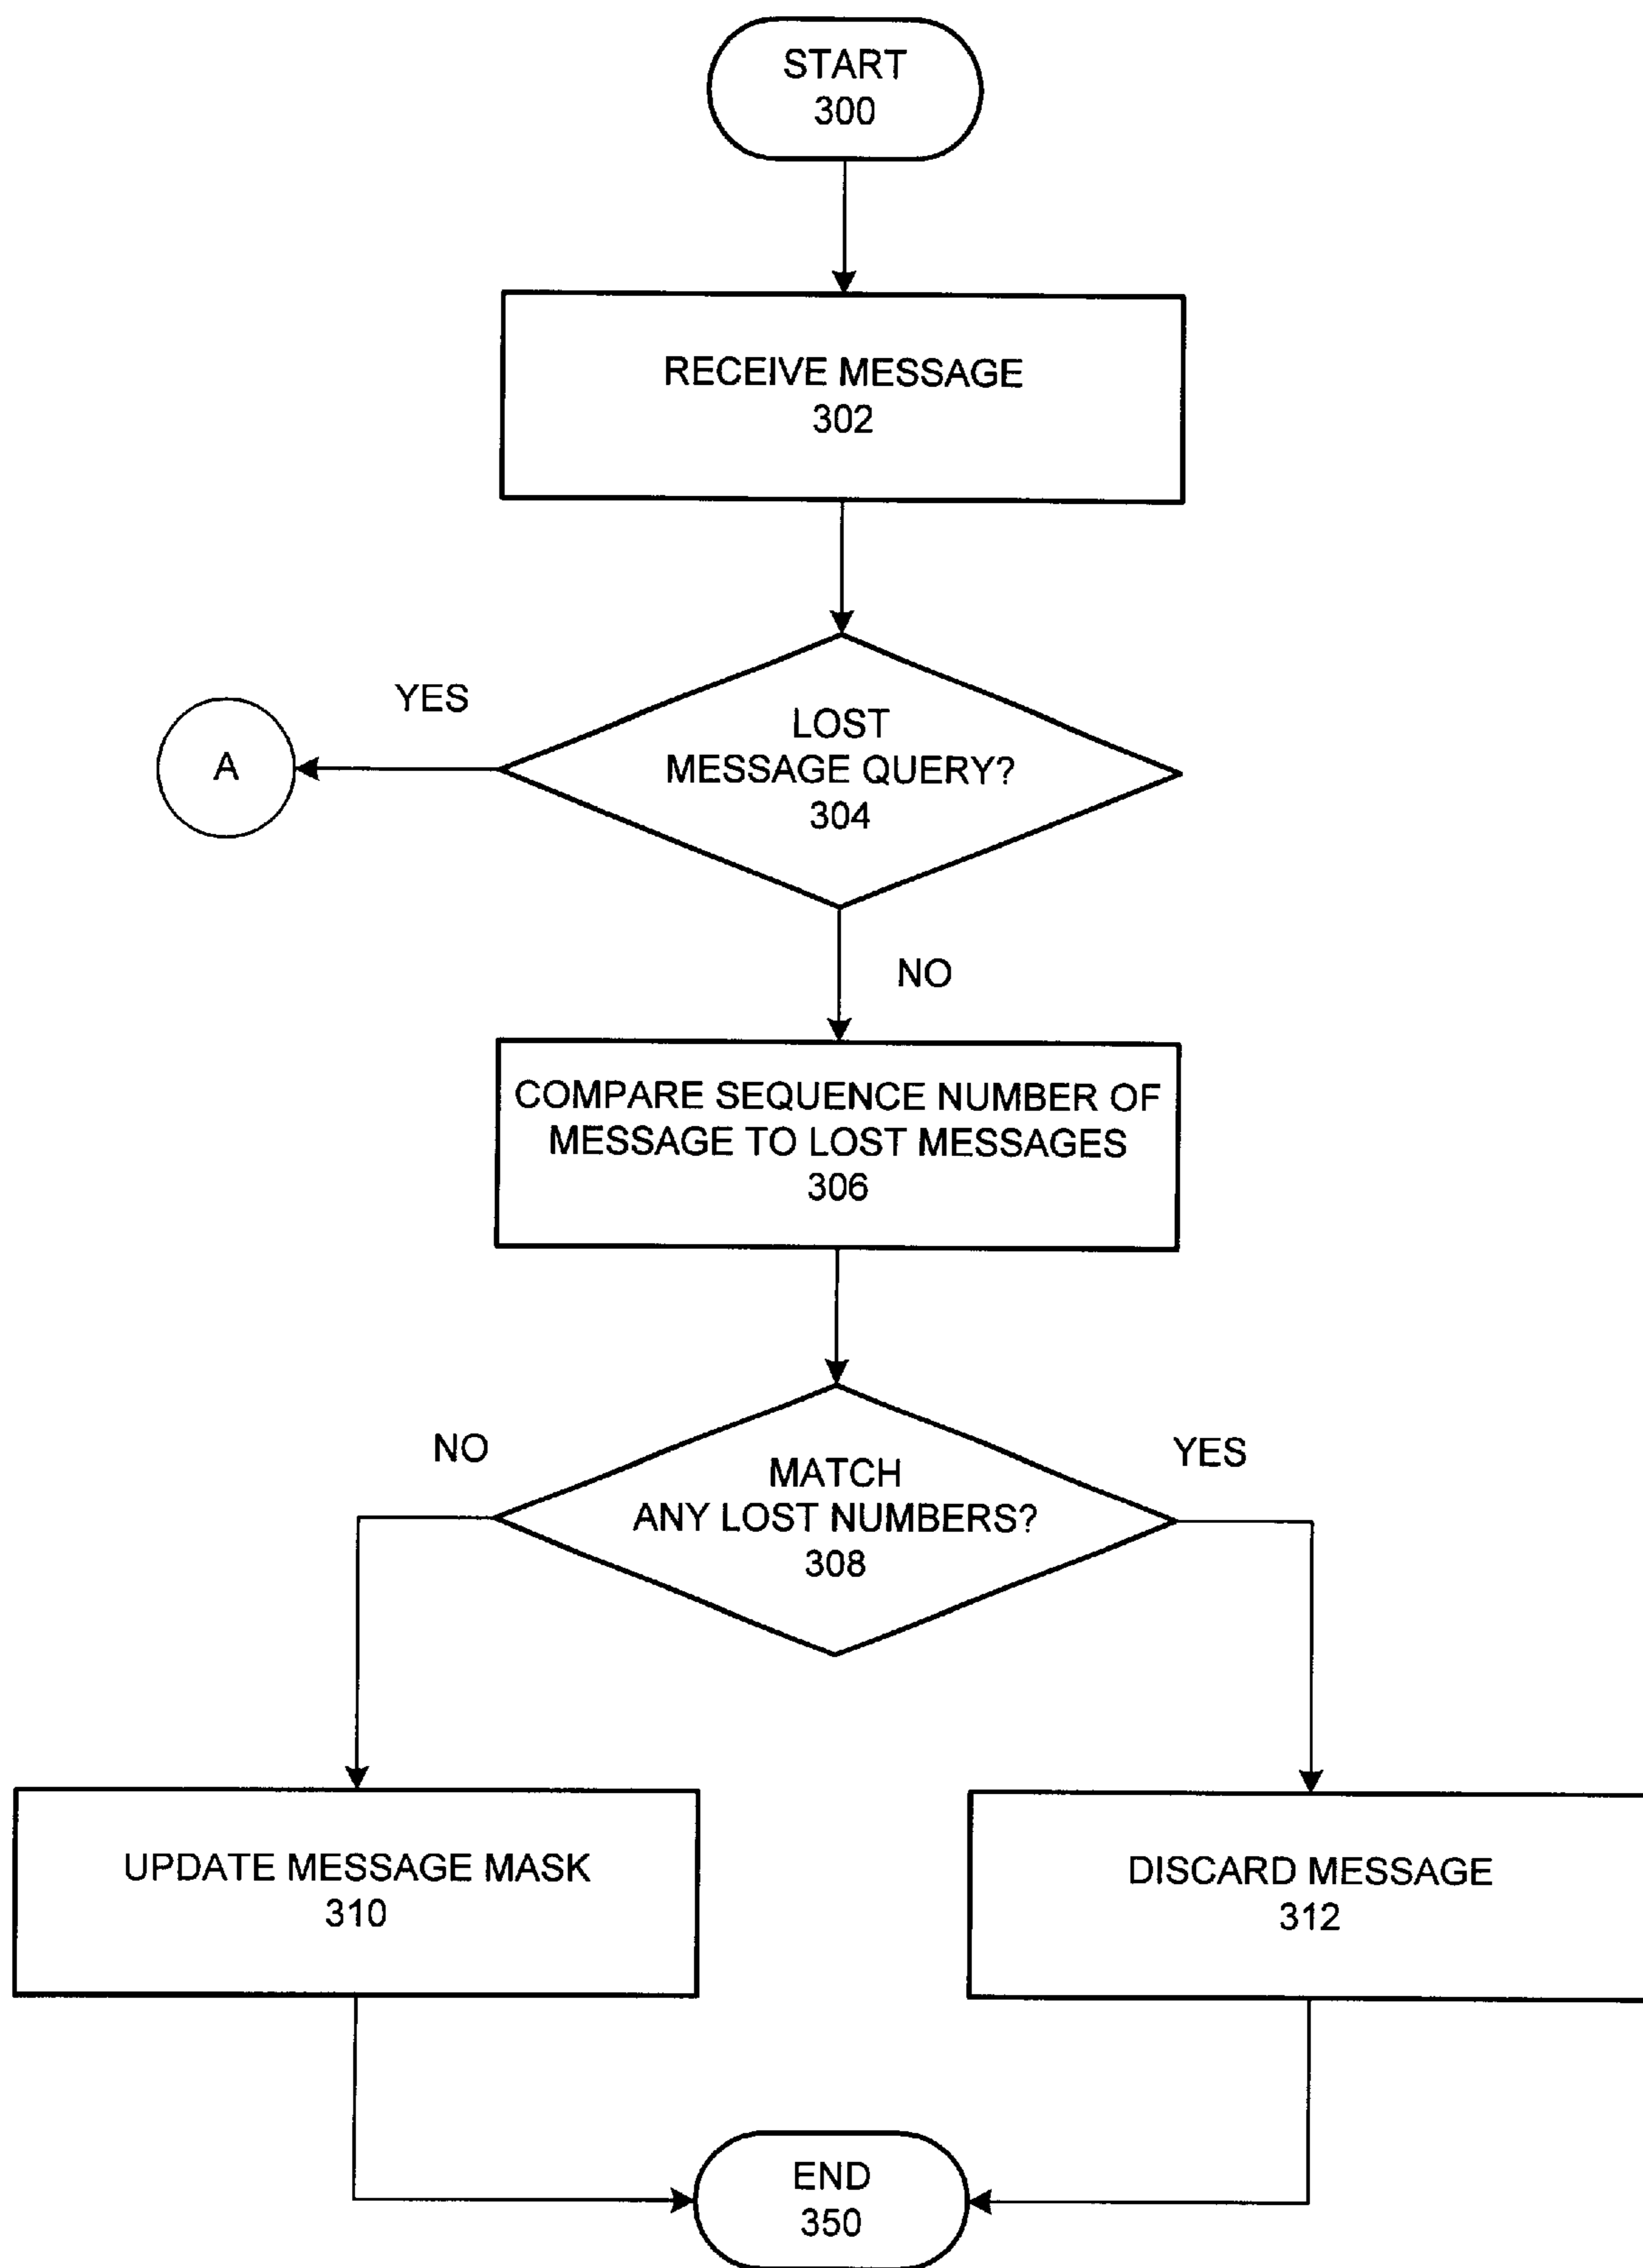 START
300
RECEIVE MESSAGE
302
YES
A
LOST
MESSAGE QUERY?
304
NO
COMPARE SEQUENCE NUMBER OF
MESSAGE TO LOST MESSAGES
306
NO
YES
MATCH
ANY LOST NUMBERS?
308
UPDATE MESSAGE MASK
310
DISCARD MESSAGE
312
END
350